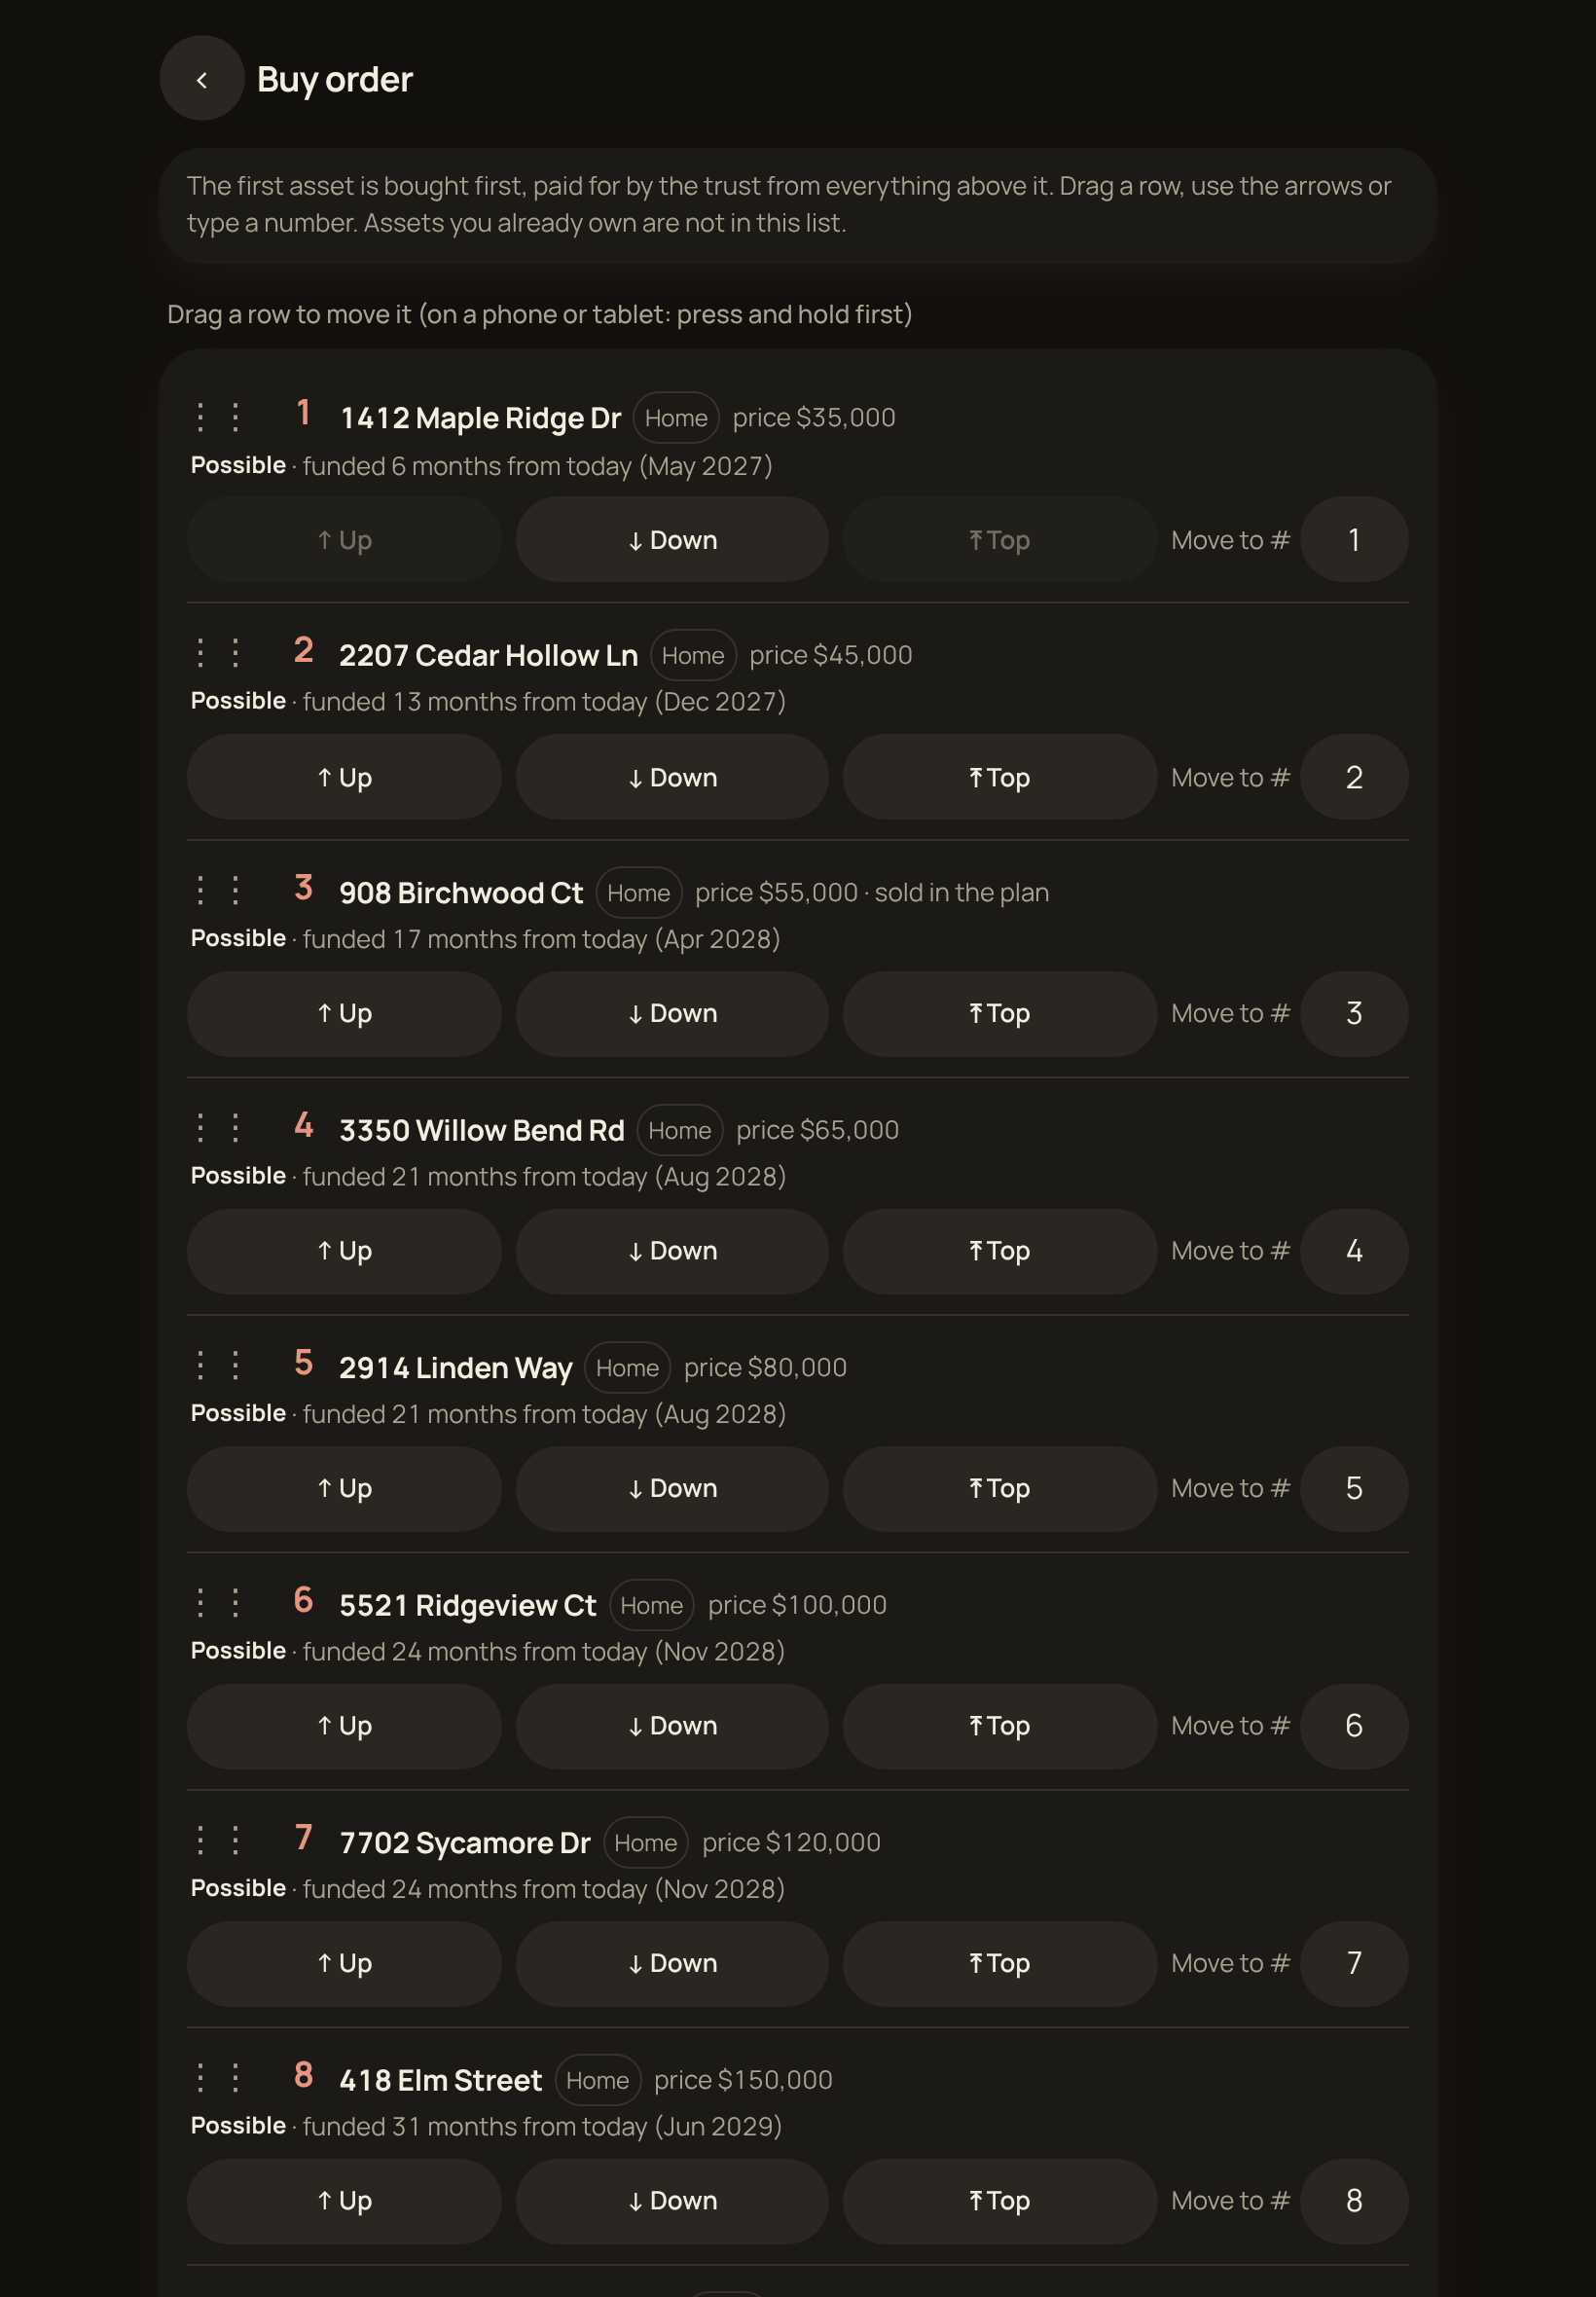 ‹ Buy order
The first asset is bought first, paid for by the trust from everything above it. Drag a row, use the arrows or
type a number. Assets you already own are not in this list.
Drag a row to move it (on a phone or tablet: press and hold first)
1 1412 Maple Ridge Dr Home price $35,000
Possible · funded 6 months from today (May 2027)
↑ Up ↓ Down ⤒ Top Move to # 1
2 2207 Cedar Hollow Ln Home price $45,000
Possible · funded 13 months from today (Dec 2027)
↑ Up ↓ Down ⤒ Top Move to # 2
3 908 Birchwood Ct Home price $55,000 · sold in the plan
Possible · funded 17 months from today (Apr 2028)
↑ Up ↓ Down ⤒ Top Move to # 3
4 3350 Willow Bend Rd Home price $65,000
Possible · funded 21 months from today (Aug 2028)
↑ Up ↓ Down ⤒ Top Move to # 4
5 2914 Linden Way Home price $80,000
Possible · funded 21 months from today (Aug 2028)
↑ Up ↓ Down ⤒ Top Move to # 5
6 5521 Ridgeview Ct Home price $100,000
Possible · funded 24 months from today (Nov 2028)
↑ Up ↓ Down ⤒ Top Move to # 6
7 7702 Sycamore Dr Home price $120,000
Possible · funded 24 months from today (Nov 2028)
↑ Up ↓ Down ⤒ Top Move to # 7
8 418 Elm Street Home price $150,000
Possible · funded 31 months from today (Jun 2029)
↑ Up ↓ Down ⤒ Top Move to # 8